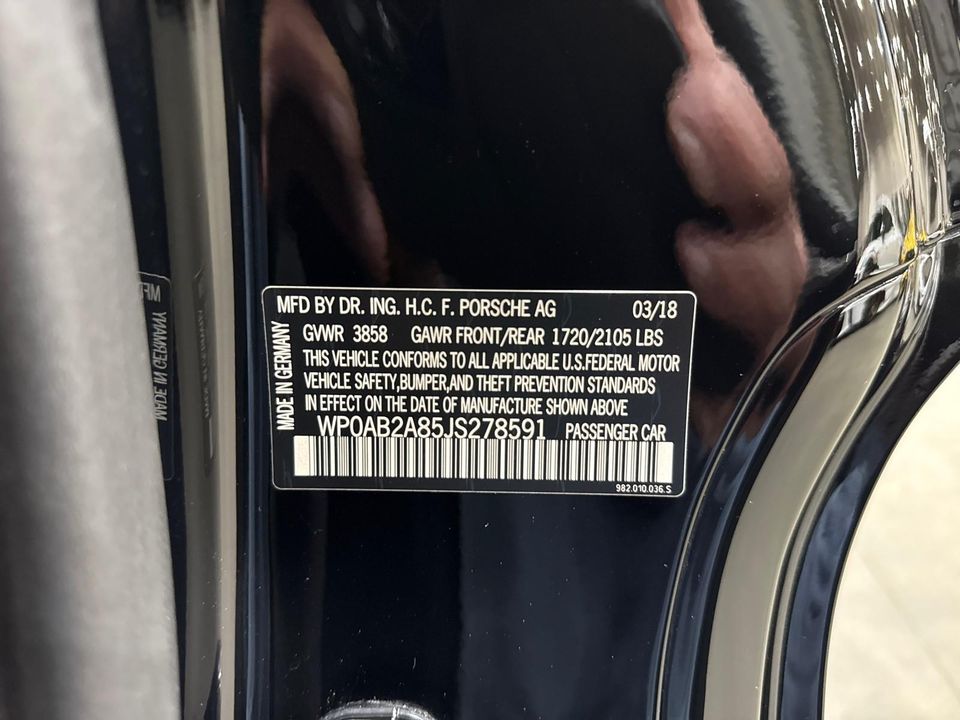 MFD BY DR. ING. H.C. F. PORSCHE AG 03/18
GVWR 3858 GAWR FRONT/REAR 1720/2105 LBS
THIS VEHICLE CONFORMS TO ALL APPLICABLE U.S.FEDERAL MOTOR
VEHICLE SAFETY,BUMPER,AND THEFT PREVENTION STANDARDS
IN EFFECT ON THE DATE OF MANUFACTURE SHOWN ABOVE
WP0AB2A85JS278591 PASSENGER CAR
982.010.036.S
MADE IN GERMANY